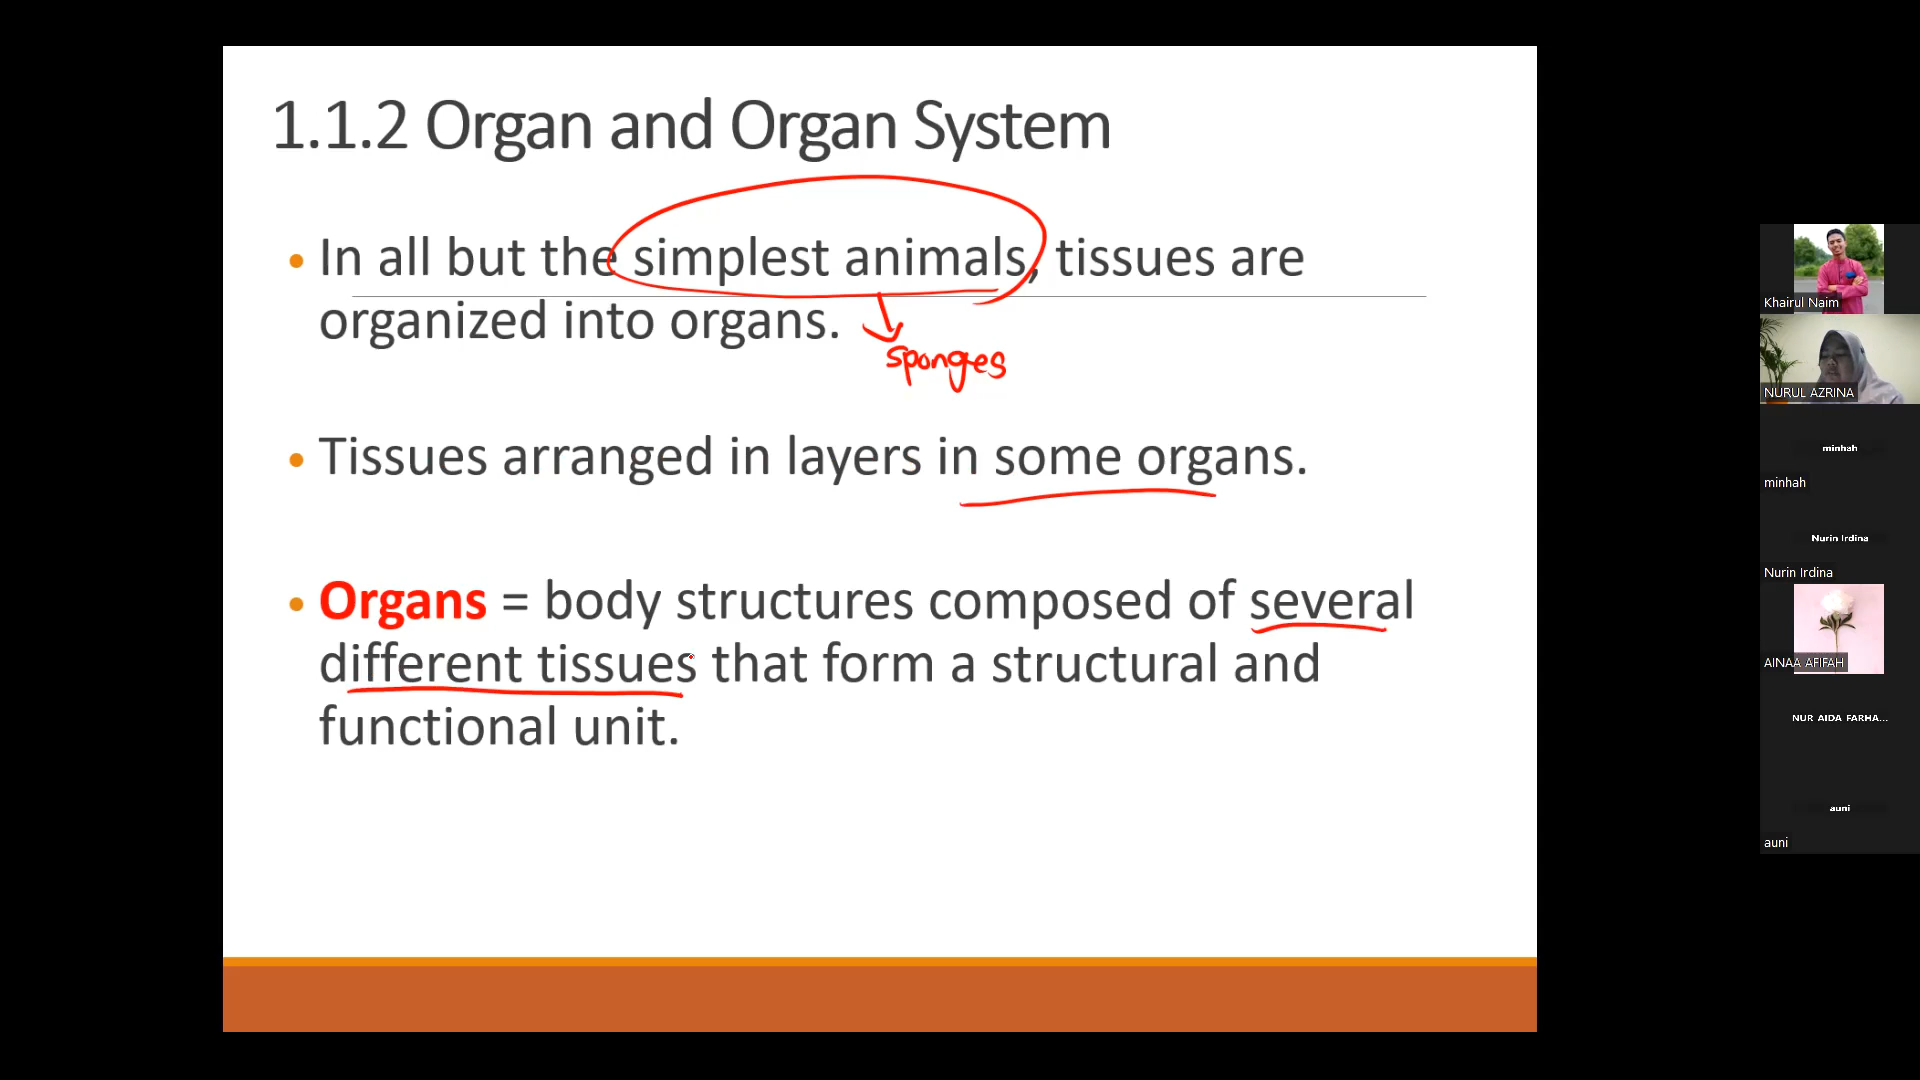 1.1.2 Organ and Organ System
• In all but the simplest animals, tissues are
organized into organs.
sponges
• Tissues arranged in layers in some organs.
• Organs = body structures composed of several
different tissues that form a structural and
functional unit.
Khairul Naim
NURUL AZRINA
minhah
minhah
Nurin Irdina
Nurin Irdina
AINAA AFIFAH
NUR AIDA FARHA...
auni
auni